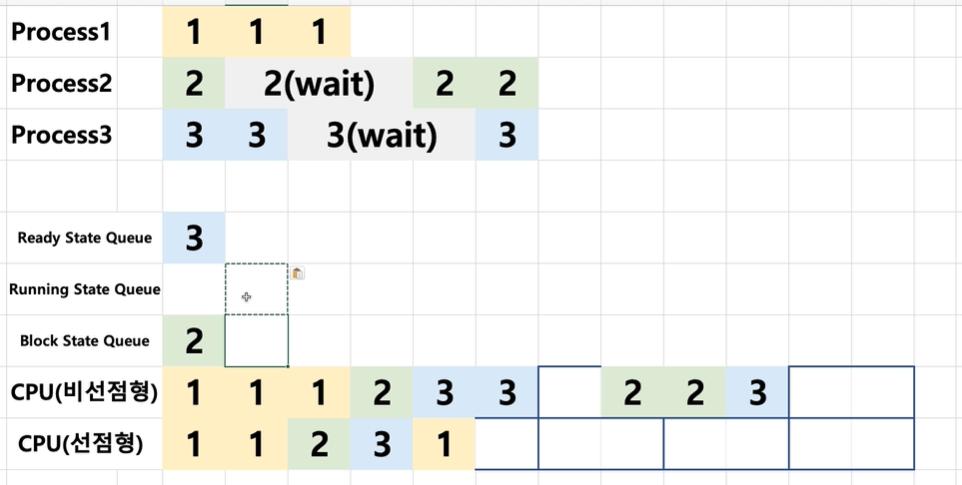 Process1 1 1 1
Process2 2 2(wait) 2 2
Process3 3 3 3(wait) 3
Ready State Queue 3
Running State Queue
Block State Queue 2
CPU(비선점형) 1 1 1 2 3 3 2 2 3
CPU(선점형) 1 1 2 3 1